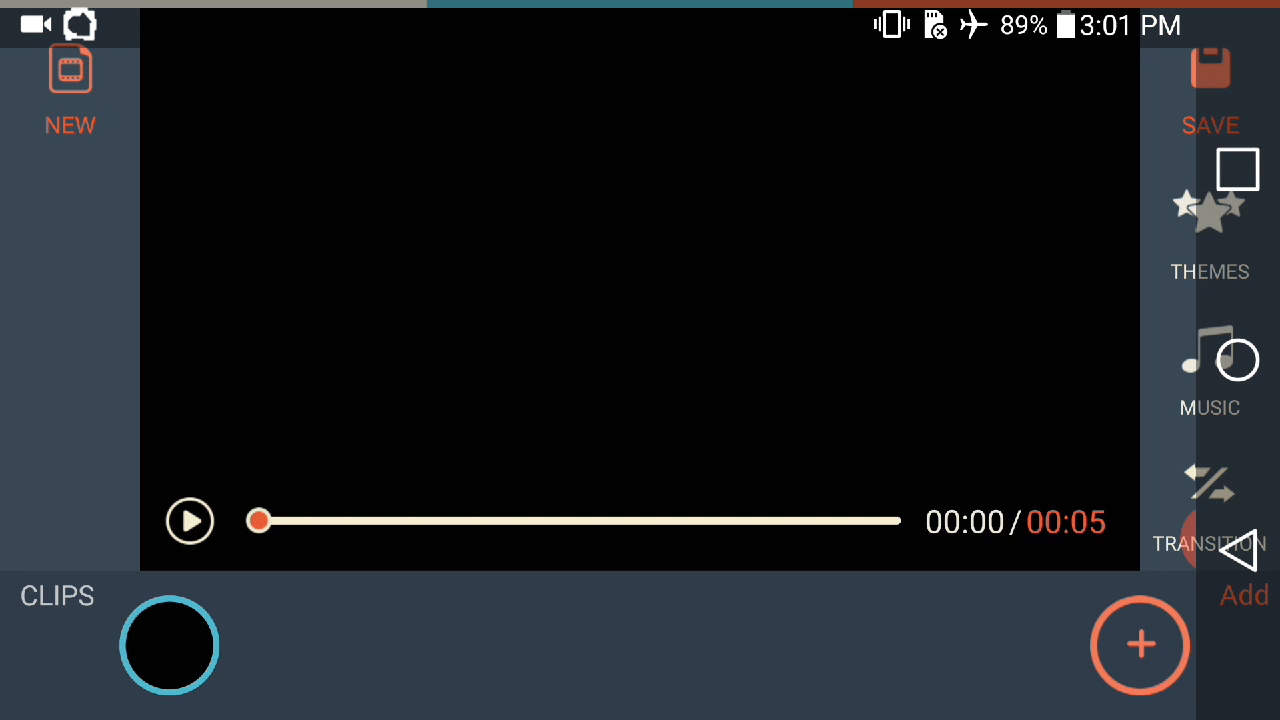 89% 3:01 PM
NEW
SAVE
THEMES
MUSIC
TRANSITION
00:00/00:05
CLIPS
Add